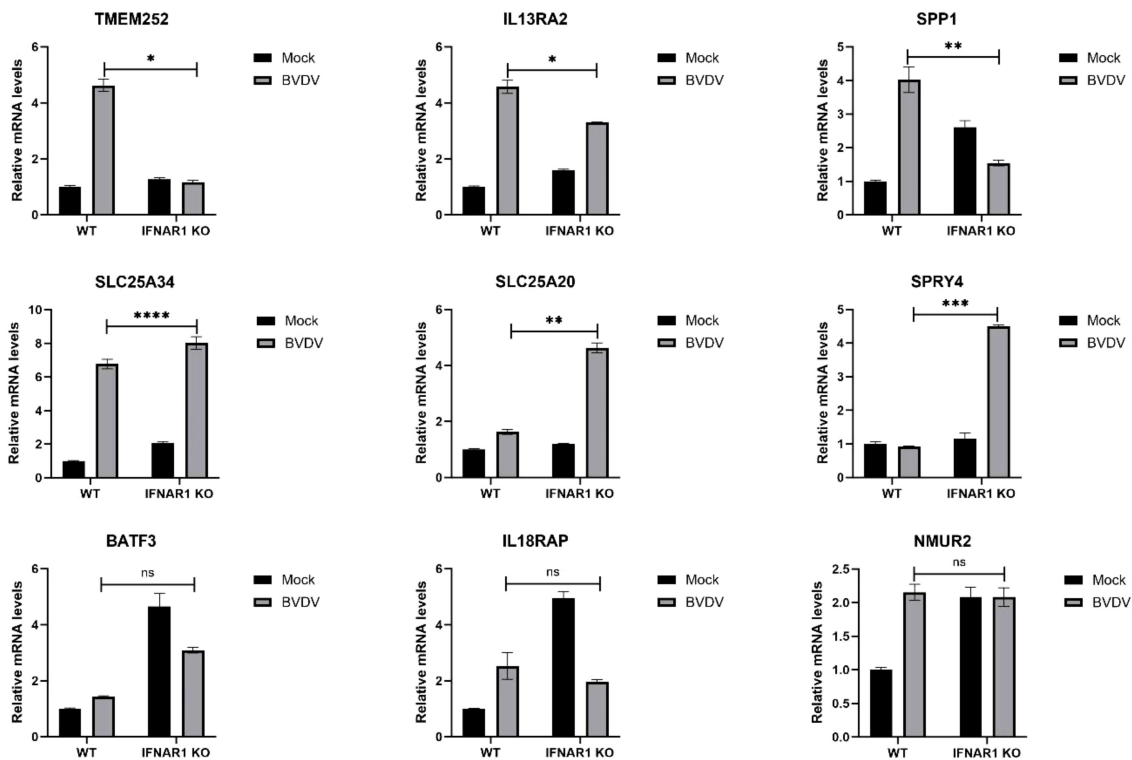 TMEM252
Relative mRNA levels
6
4
2
0
*
WT
IFNAR1 KO
Mock
BVDV
IL13RA2
Relative mRNA levels
6
4
2
0
*
WT
IFNAR1 KO
Mock
BVDV
SPP1
Relative mRNA levels
5
4
3
2
1
0
**
WT
IFNAR1 KO
Mock
BVDV
SLC25A34
Relative mRNA levels
10
8
6
4
2
0
****
WT
IFNAR1 KO
Mock
BVDV
SLC25A20
Relative mRNA levels
6
4
2
0
**
WT
IFNAR1 KO
Mock
BVDV
SPRY4
Relative mRNA levels
5
4
3
2
1
0
***
WT
IFNAR1 KO
Mock
BVDV
BATF3
Relative mRNA levels
6
4
2
0
ns
WT
IFNAR1 KO
Mock
BVDV
IL18RAP
Relative mRNA levels
6
4
2
0
ns
WT
IFNAR1 KO
Mock
BVDV
NMUR2
Relative mRNA levels
2.5
2.0
1.5
1.0
0.5
0.0
ns
WT
IFNAR1 KO
Mock
BVDV